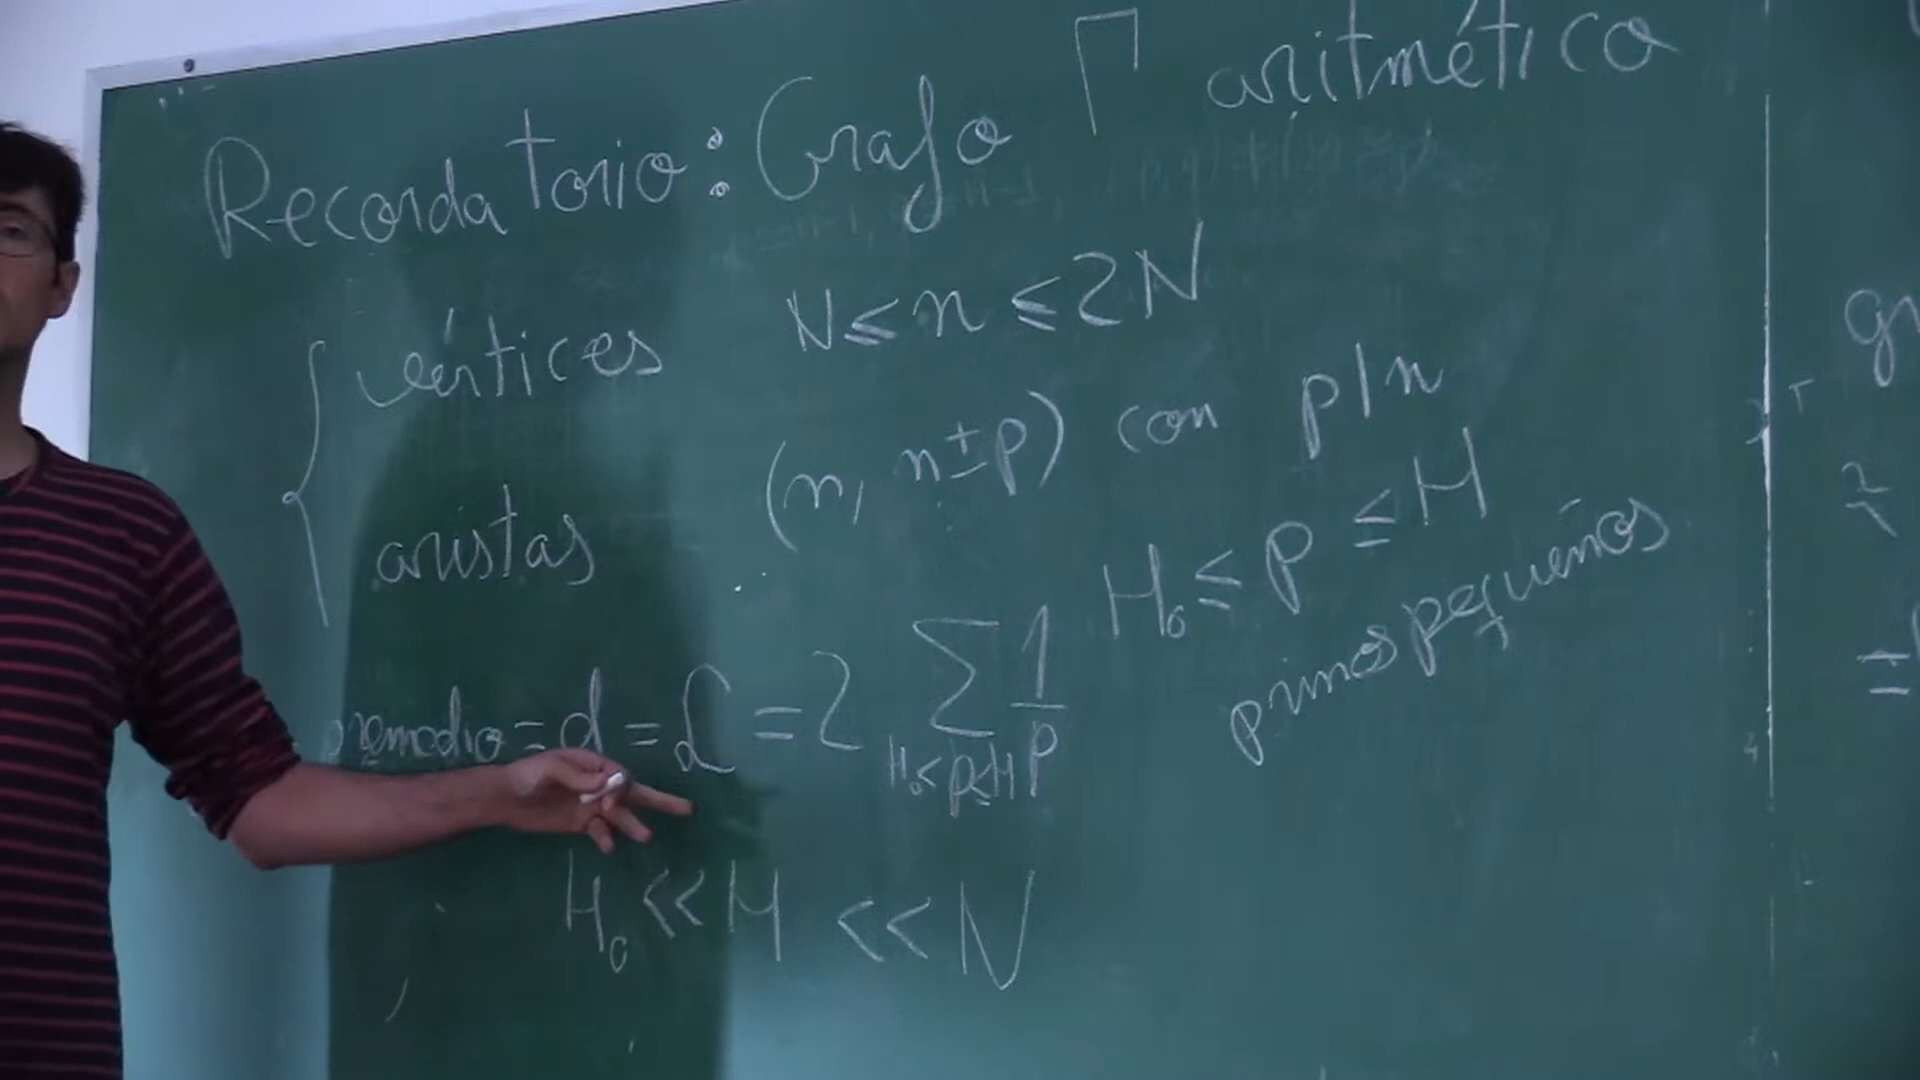 Recordatorio: Grafo Γ aritmético
vértices N ≤ n ≤ 2N
aristas (n, n±p) con p|n
H₀ ≤ p ≤ H
primos pequeños
promedio = d = ℒ = 2 ∑ 1/p
H₀≤p≤H
H₀ << H << N